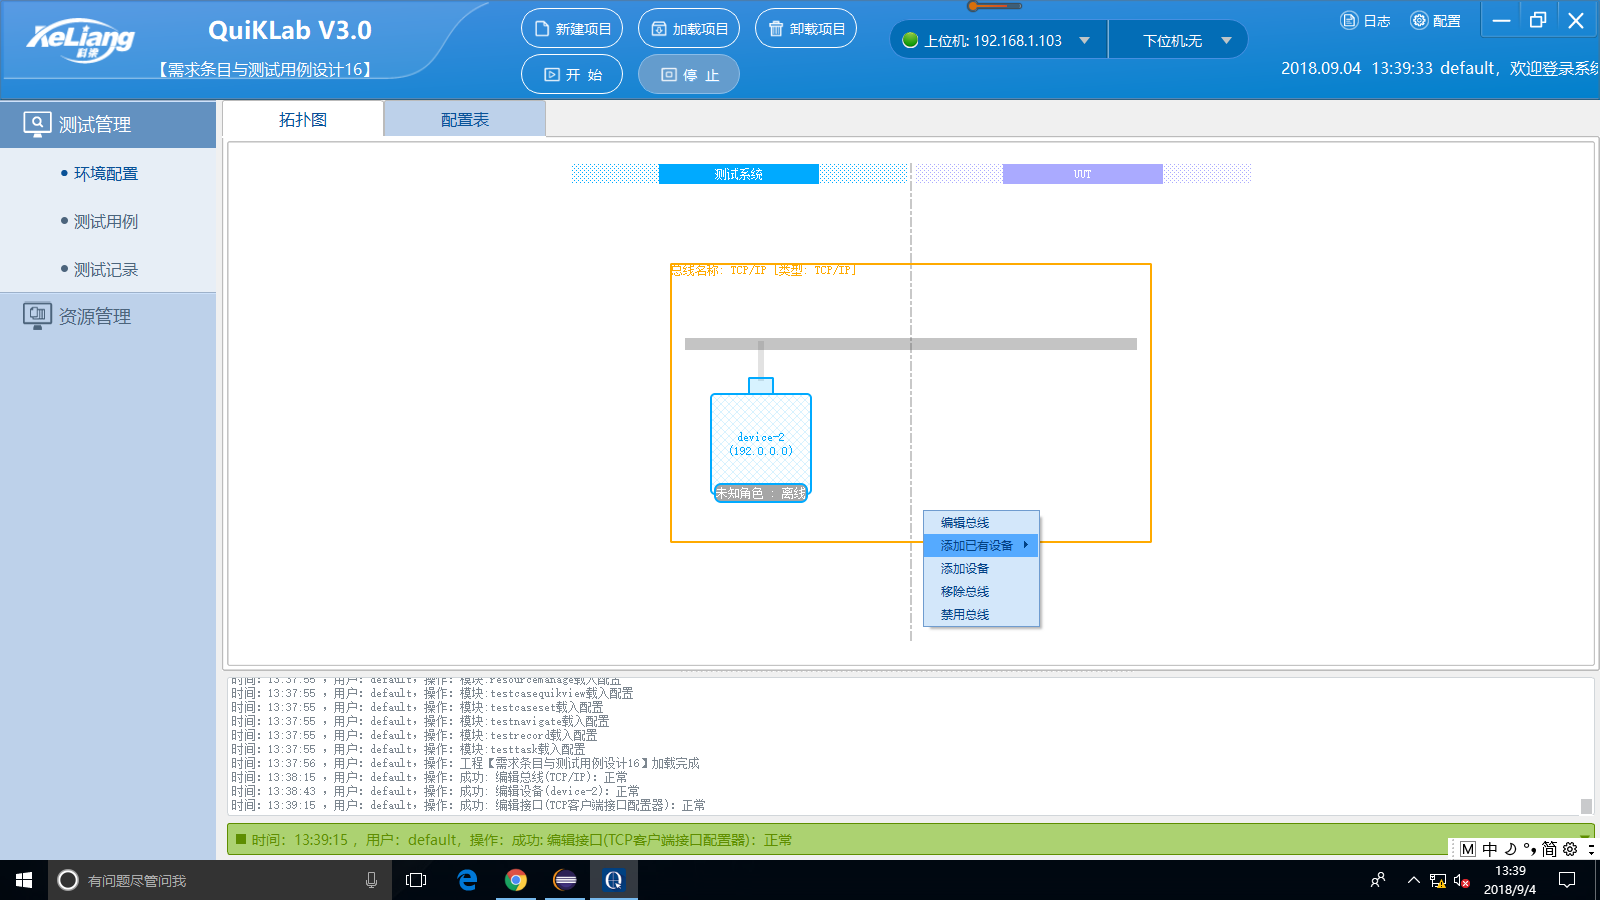 KeLiang
科梁
QuiKLab V3.0
【需求条目与测试用例设计16】
新建项目
加载项目
卸载项目
开 始
停 止
上位机: 192.168.1.103
下位机:无
日志
配置
2018.09.04 13:39:33 default，欢迎登录系统
测试管理
环境配置
测试用例
测试记录
资源管理
拓扑图
配置表
测试系统
UUT
总线名称: TCP/IP [类型: TCP/IP]
device-2
(192.0.0.0)
未知角色 : 离线
编辑总线
添加已有设备
添加设备
移除总线
禁用总线
时间: 13:37:55 , 用户: default, 操作: 模块:resourcemanage载入配置
时间: 13:37:55 , 用户: default, 操作: 模块:testcasequikview载入配置
时间: 13:37:55 , 用户: default, 操作: 模块:testcaseset载入配置
时间: 13:37:55 , 用户: default, 操作: 模块:testnavigate载入配置
时间: 13:37:55 , 用户: default, 操作: 模块:testrecord载入配置
时间: 13:37:55 , 用户: default, 操作: 模块:testtask载入配置
时间: 13:37:56 , 用户: default, 操作: 工程【需求条目与测试用例设计16】加载完成
时间: 13:38:15 , 用户: default, 操作: 成功: 编辑总线(TCP/IP): 正常
时间: 13:38:43 , 用户: default, 操作: 成功: 编辑设备(device-2): 正常
时间: 13:39:15 , 用户: default, 操作: 成功: 编辑接口(TCP客户端接口配置器): 正常
时间: 13:39:15 , 用户: default, 操作: 成功: 编辑接口(TCP客户端接口配置器): 正常
M 中 简
有问题尽管问我
13:39
2018/9/4